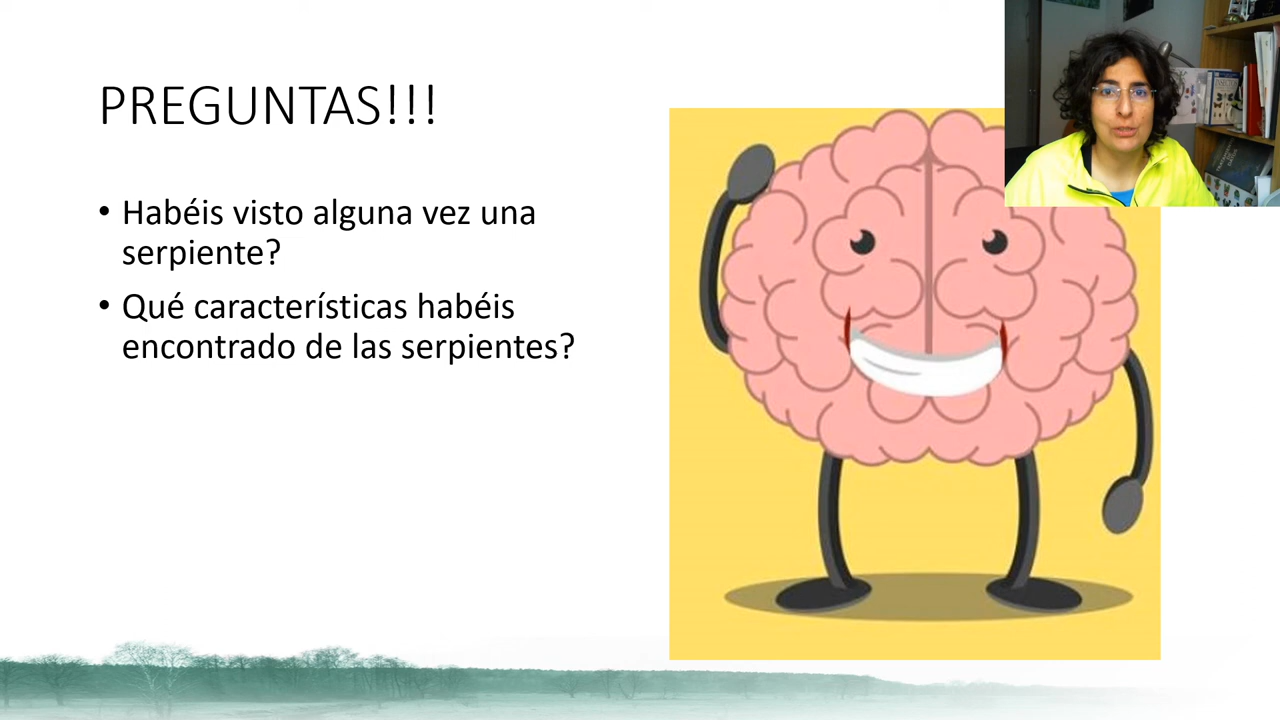 PREGUNTAS!!!
• Habéis visto alguna vez una
serpiente?
• Qué características habéis
encontrado de las serpientes?